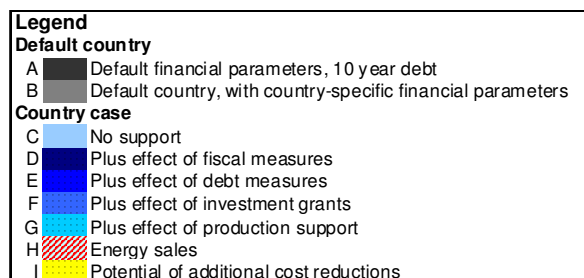 Legend
Default country
A Default financial parameters, 10 year debt
B Default country, with country-specific financial parameters
Country case
C No support
D Plus effect of fiscal measures
E Plus effect of debt measures
F Plus effect of investment grants
G Plus effect of production support
H Energy sales
I Potential of additional cost reductions